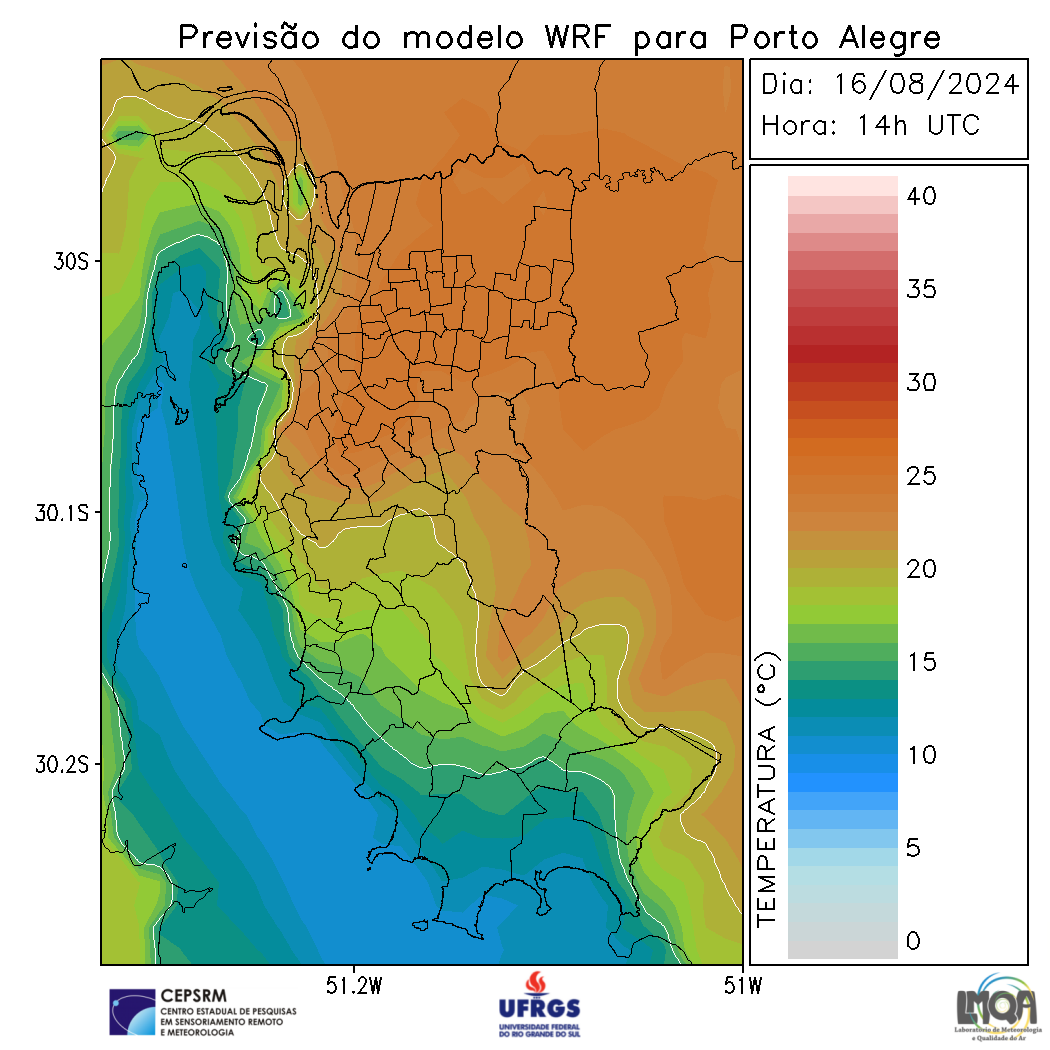 Previsão do modelo WRF para Porto Alegre
Dia: 16/08/2024
Hora: 14h UTC
40
35
30
25
20
15
10
5
0
TEMPERATURA (°C)
30S
30.1S
30.2S
51.2W
51W
CEPSRM
CENTRO ESTADUAL DE PESQUISAS
EM SENSORIAMENTO REMOTO
E METEOROLOGIA
UFRGS
UNIVERSIDADE FEDERAL
DO RIO GRANDE DO SUL
LMQA
Laboratório de Meteorologia
e Qualidade do Ar